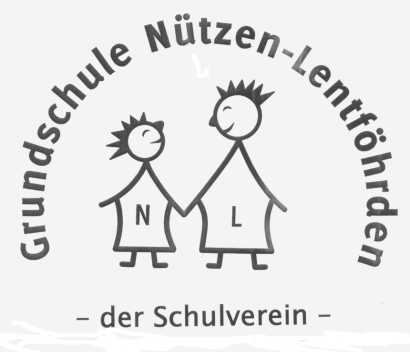 Grundschule Nützen-Lentföhrden
N L
- der Schulverein -